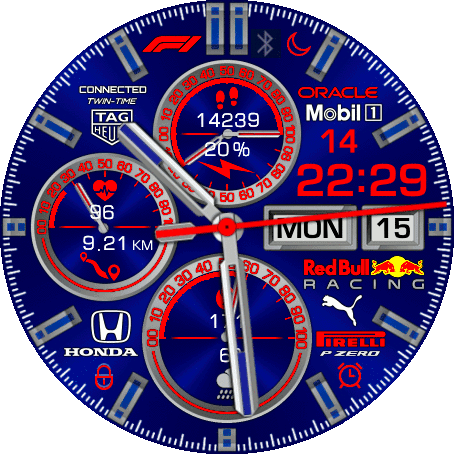 F1
CONNECTED
TWIN-TIME
TAG
HEUER
ORACLE
Mobil 1
14239
20%
14
22:29
96
9.21 KM
MON 15
Red Bull
RACING
HONDA
PIRELLI
P ZERO